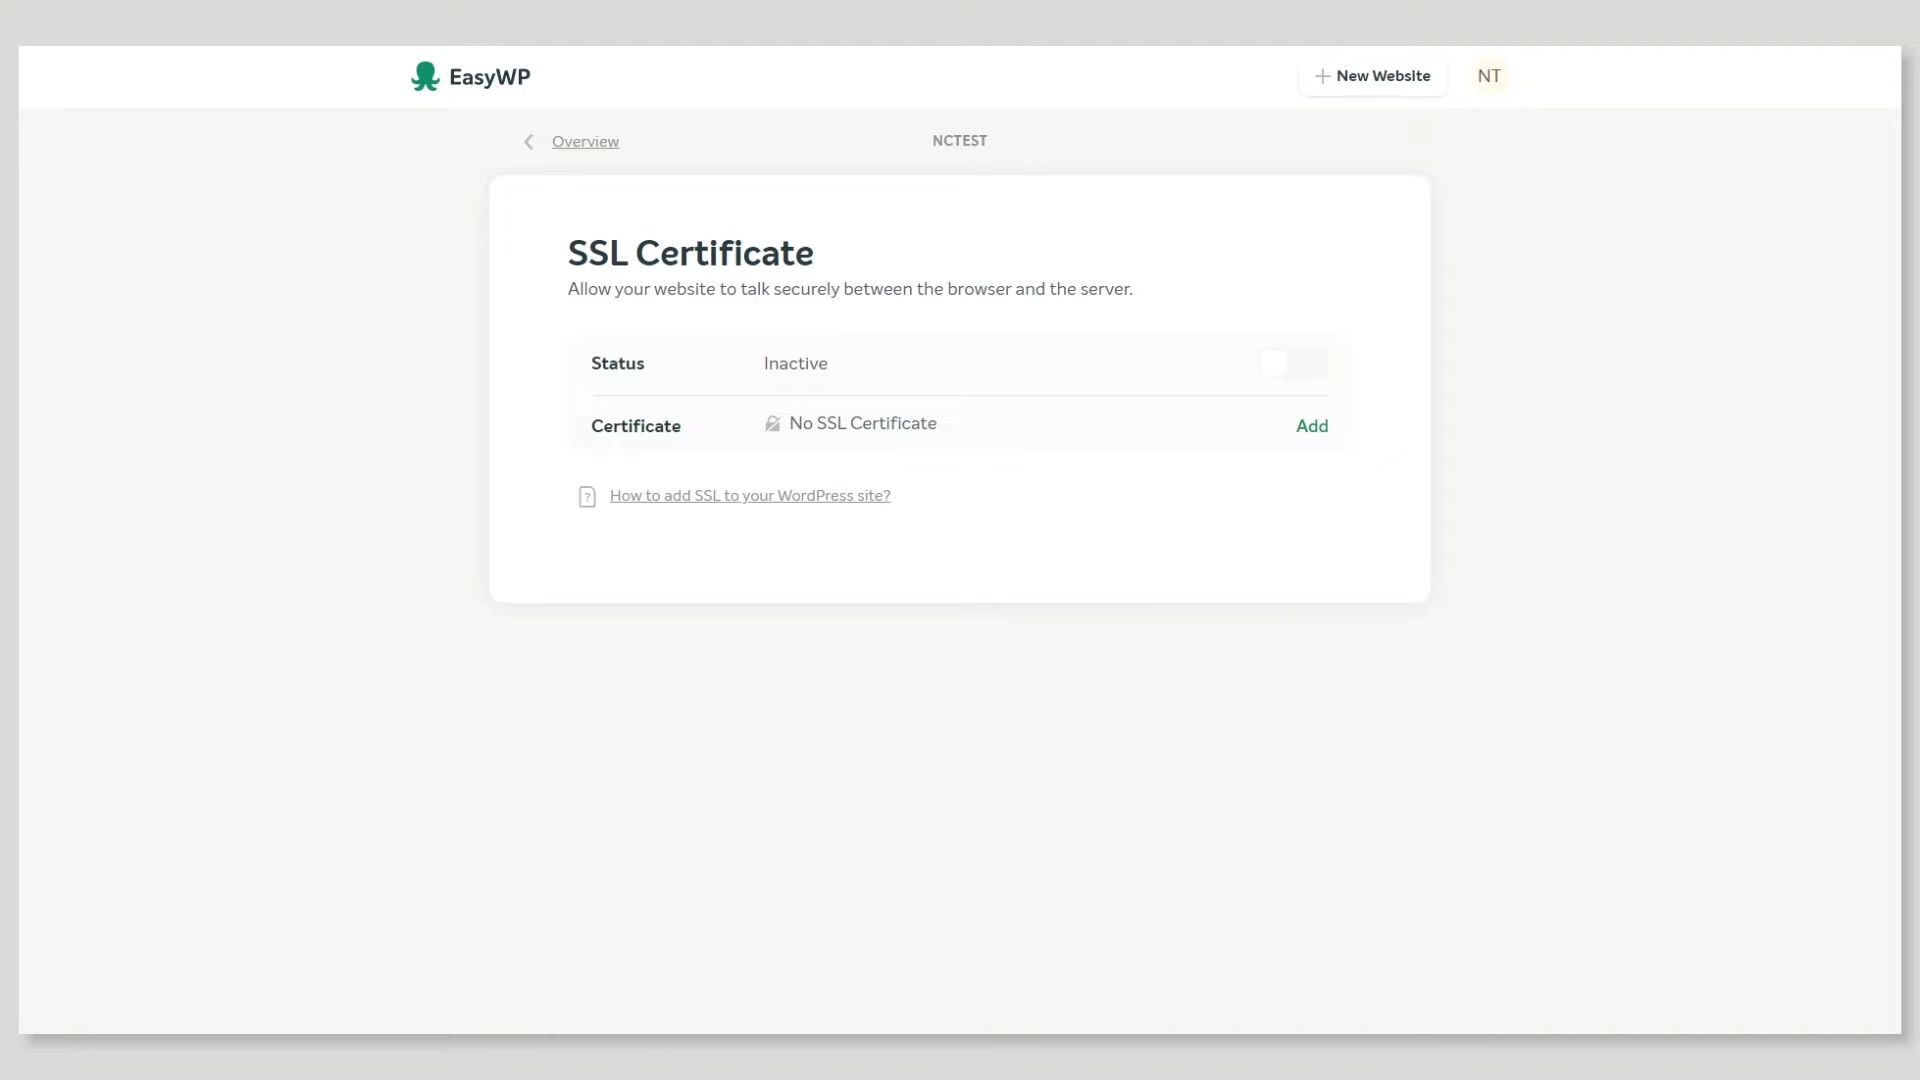 EasyWP
New Website
NT
Overview
NCTEST
SSL Certificate
Allow your website to talk securely between the browser and the server.
Status
Inactive
Certificate
No SSL Certificate
Add
How to add SSL to your WordPress site?